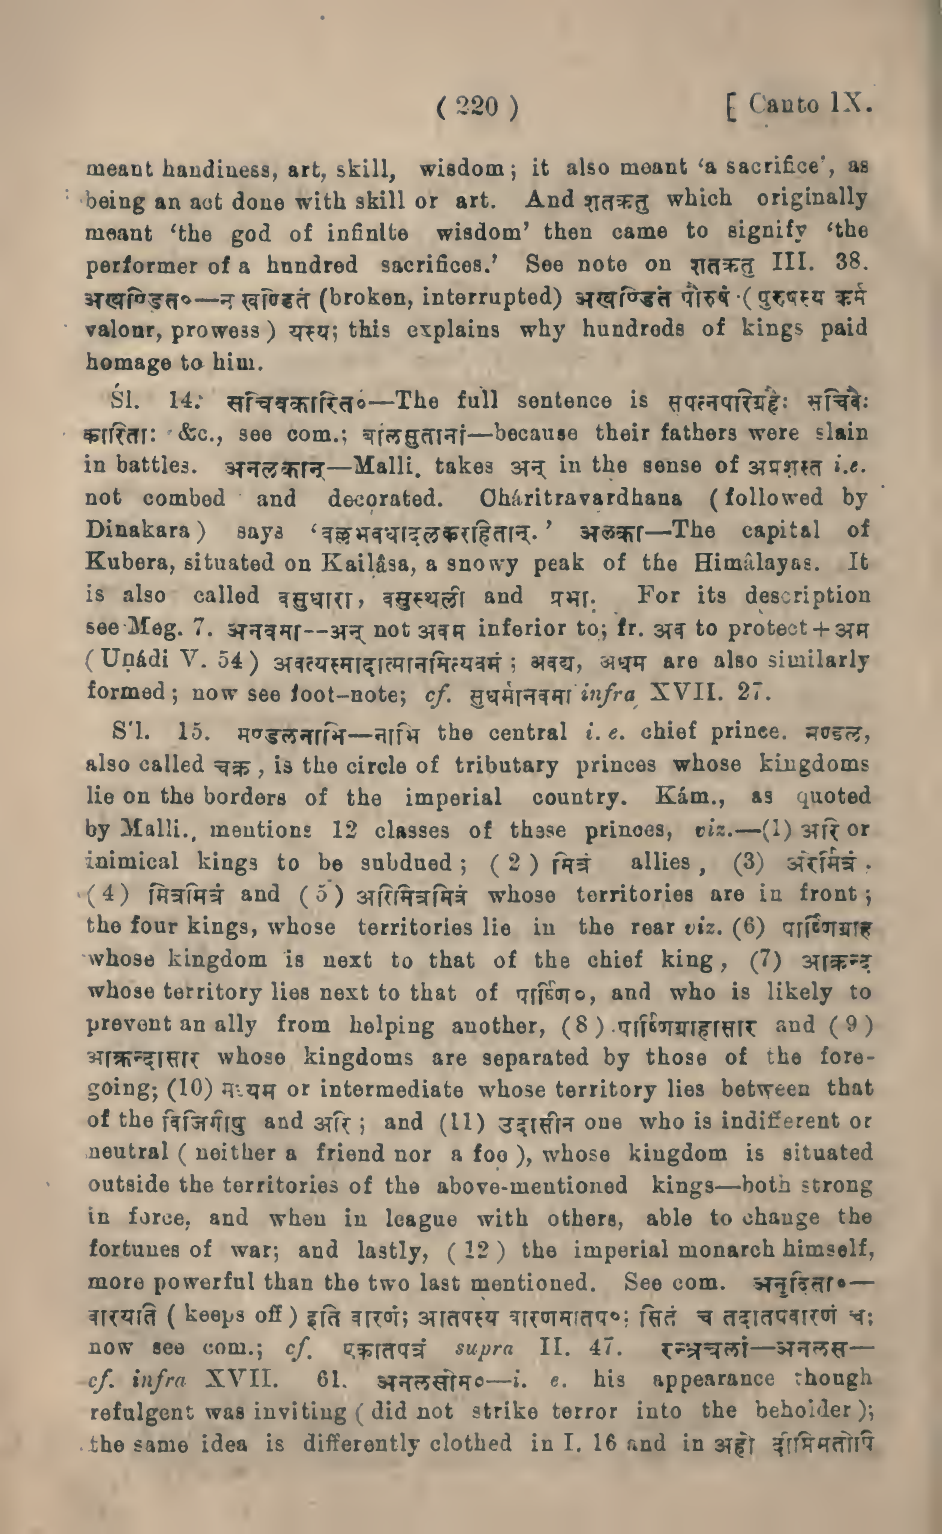 ( 220 ) [ Canto IX.
meant handiness, art, skill, wisdom; it also meant ‘a sacrifice’, as
being an act done with skill or art. And शतक्रतु which originally
meant ‘the god of infinite wisdom’ then came to signify ‘the
performer of a hundred sacrifices.’ See note on शतक्रतु III. 38.
अखण्डित०—न खण्डितं (broken, interrupted) अखण्डितं पौरुषं (पुरुषस्य कर्म
valour, prowess) यस्य; this explains why hundreds of kings paid
homage to him.
Śl. 14. सचिवकारित०—The full sentence is सपत्नपरिग्रहैः सचिवैः
कारिताः &c., see com.; बालसुतानां—because their fathers were slain
in battles. अनलकान्—Malli. takes अन् in the sense of अप्रशस्त i.e.
not combed and decorated. Cháritravardhana (followed by
Dinakara) says ‘वल्लभवधादलकरहितान्.’ अलका—The capital of
Kubera, situated on Kailâsa, a snowy peak of the Himâlayas. It
is also called वसुधारा, वसुस्थली and प्रभा. For its description
see Meg. 7. अनवमा--अन् not अवम inferior to; fr. अव to protect+अम
(Uṇádi V. 54) अवत्यस्मादात्मानमित्यवमं; अवद्य, अधम are also similarly
formed; now see foot-note; cf. सुधर्मानवमां infra XVII. 27.
S'l. 15. मण्डलनाभि—नाभि the central i. e. chief prince. मण्डल,
also called चक्र, is the circle of tributary princes whose kingdoms
lie on the borders of the imperial country. Kám., as quoted
by Malli., mentions 12 classes of these princes, viz.—(1) अरि or
inimical kings to be subdued; (2) मित्रं allies, (3) अरेर्मित्रं.
(4) मित्रमित्रं and (5) अरिमित्रमित्रं whose territories are in front;
the four kings, whose territories lie in the rear viz. (6) पार्ष्णिग्राह
whose kingdom is next to that of the chief king, (7) आक्रन्द
whose territory lies next to that of पार्ष्णि०, and who is likely to
prevent an ally from helping another, (8) पार्ष्णिग्राहासार and (9)
आक्रन्दासार whose kingdoms are separated by those of the fore-
going; (10) मध्यम or intermediate whose territory lies between that
of the विजिगीषु and अरि; and (11) उदासीन one who is indifferent or
neutral (neither a friend nor a foe), whose kingdom is situated
outside the territories of the above-mentioned kings—both strong
in force, and when in league with others, able to change the
fortunes of war; and lastly, (12) the imperial monarch himself,
more powerful than the two last mentioned. See com. अनुदिता०—
वारयति (keeps off) इति वारणं; आतपस्य वारणमातप०; सितं च तदातपवारणं च;
now see com.; cf. एकातपत्रं supra II. 47. रन्ध्रचलां—अनलस—
cf. infra XVII. 61. अनलसोम०—i. e. his appearance though
refulgent was inviting (did not strike terror into the beholder);
the same idea is differently clothed in I. 16 and in अहो दीप्तिमतोपि